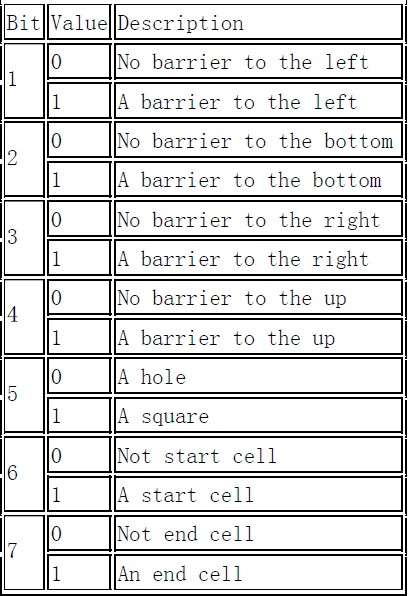 Bit Value Description
1 0 No barrier to the left
1 A barrier to the left
2 0 No barrier to the bottom
1 A barrier to the bottom
3 0 No barrier to the right
1 A barrier to the right
4 0 No barrier to the up
1 A barrier to the up
5 0 A hole
1 A square
6 0 Not start cell
1 A start cell
7 0 Not end cell
1 An end cell